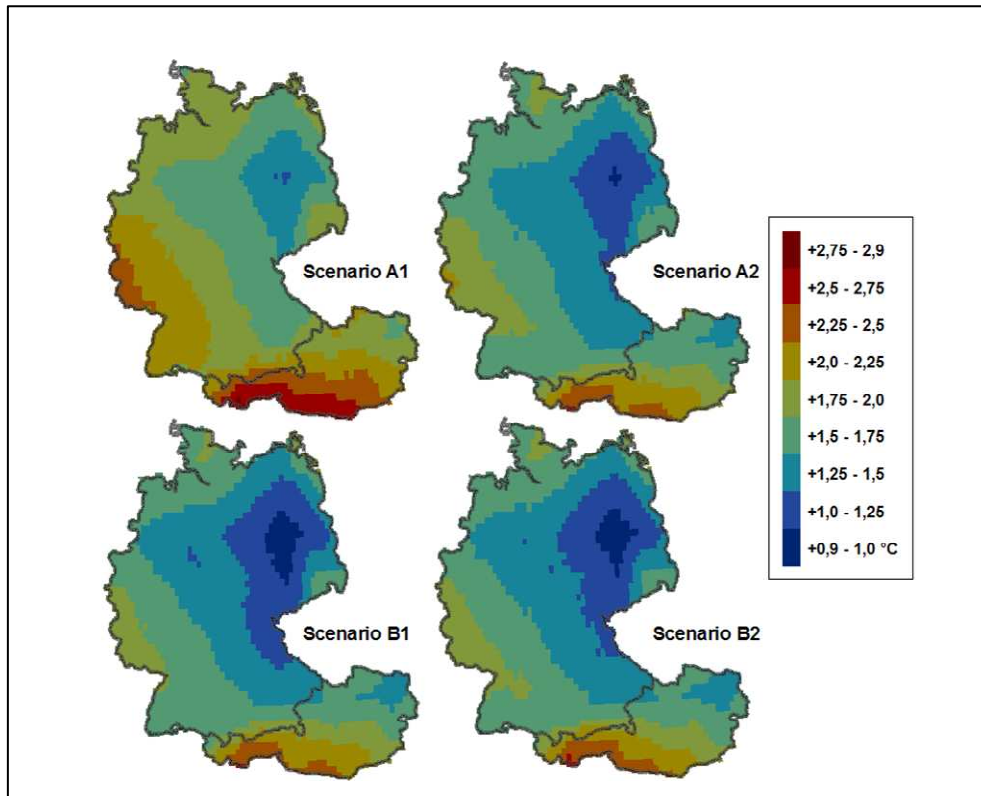 Scenario A1
Scenario A2
+2,75 - 2,9
+2,5 - 2,75
+2,25 - 2,5
+2,0 - 2,25
+1,75 - 2,0
+1,5 - 1,75
+1,25 - 1,5
+1,0 - 1,25
+0,9 - 1,0 °C
Scenario B1
Scenario B2